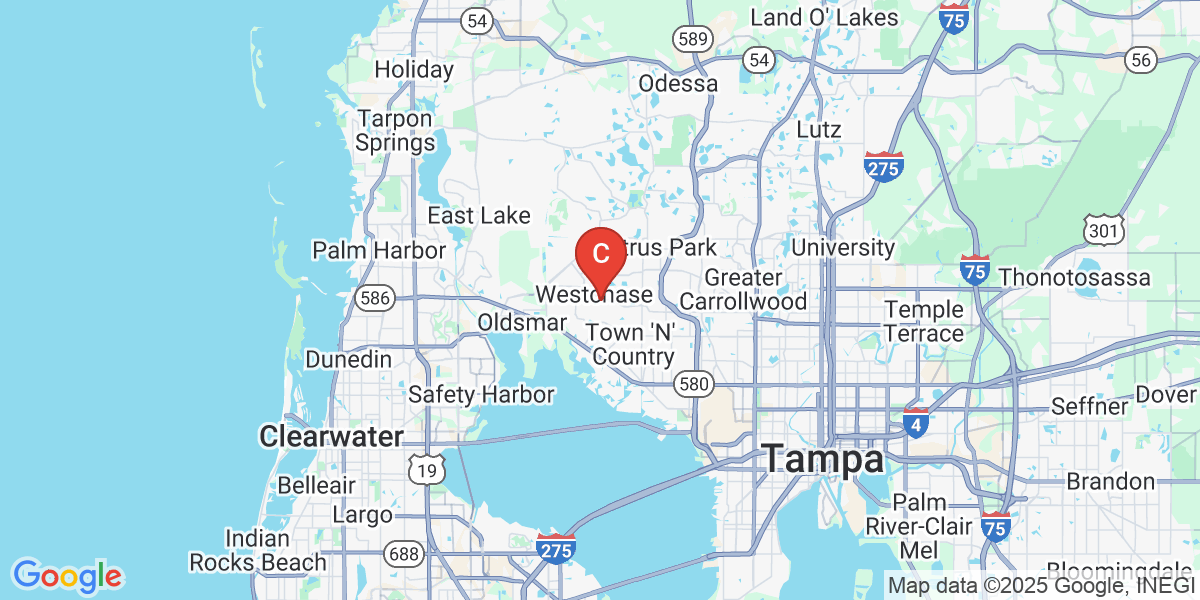 Land O' Lakes
54
75
589
54
56
Holiday
Odessa
Tarpon
Springs
Lutz
275
East Lake
301
Palm Harbor
C
trus Park
University
75
Thonotosassa
Greater
Carrollwood
586
Westchase
Temple
Terrace
Oldsmar
Town 'N'
Country
Dunedin
580
Safety Harbor
Dover
Seffner
4
Clearwater
Tampa
19
Belleair
Brandon
Largo
Palm
River-Clair
Mel
75
Indian
Rocks Beach
688
275
Bloomingdale
Google
Map data ©2025 Google, INEGI